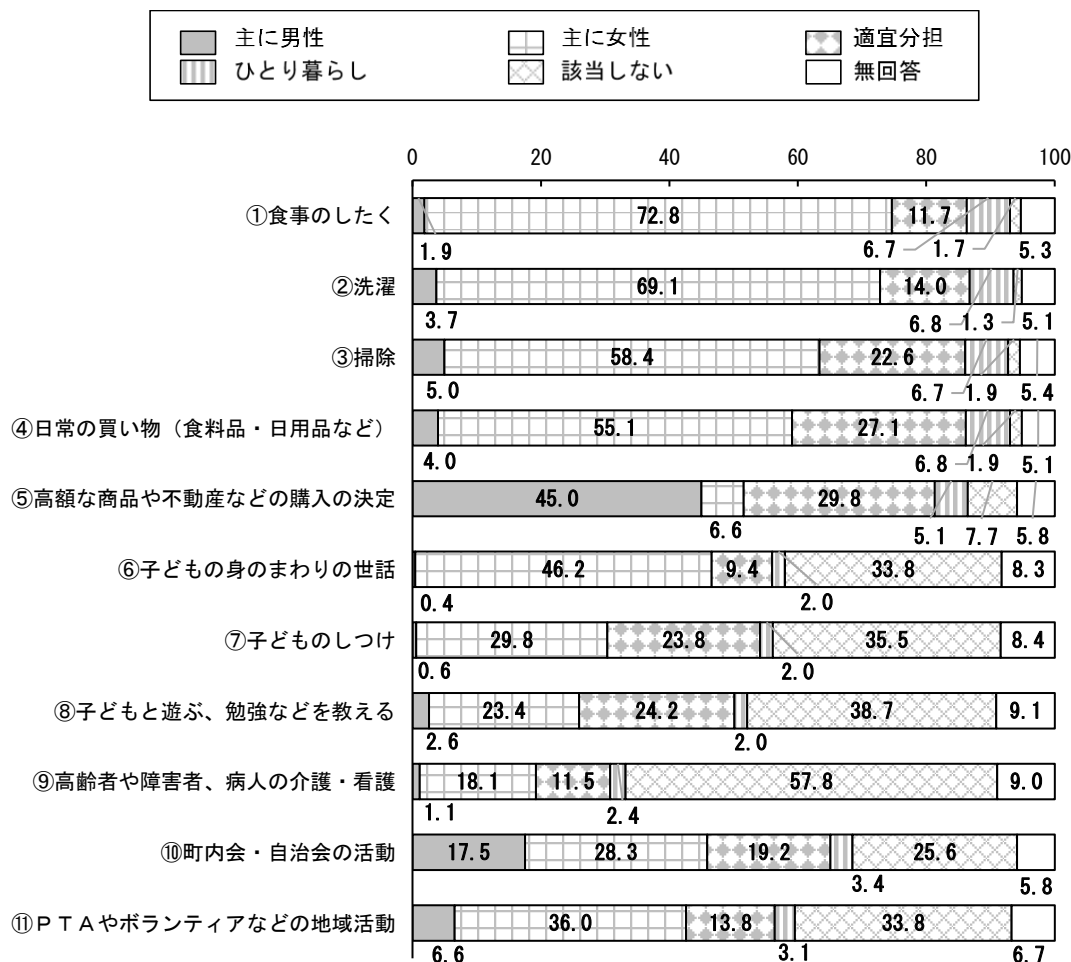 主に男性 主に女性 適宜分担
ひとり暮らし 該当しない 無回答
0 20 40 60 80 100
①食事のしたく 72.8 11.7
1.9 6.7 1.7 5.3
②洗濯 69.1 14.0
3.7 6.8 1.3 5.1
③掃除 58.4 22.6
5.0 6.7 1.9 5.4
④日常の買い物（食料品・日用品など） 55.1 27.1
4.0 6.8 1.9 5.1
⑤高額な商品や不動産などの購入の決定 45.0 29.8
6.6 5.1 7.7 5.8
⑥子どもの身のまわりの世話 46.2 9.4 33.8 8.3
0.4 2.0
⑦子どものしつけ 29.8 23.8 35.5 8.4
0.6 2.0
⑧子どもと遊ぶ、勉強などを教える 23.4 24.2 38.7 9.1
2.6 2.0
⑨高齢者や障害者、病人の介護・看護 18.1 11.5 57.8 9.0
1.1 2.4
⑩町内会・自治会の活動 17.5 28.3 19.2 25.6
3.4 5.8
⑪ＰＴＡやボランティアなどの地域活動 36.0 13.8 33.8
6.6 3.1 6.7